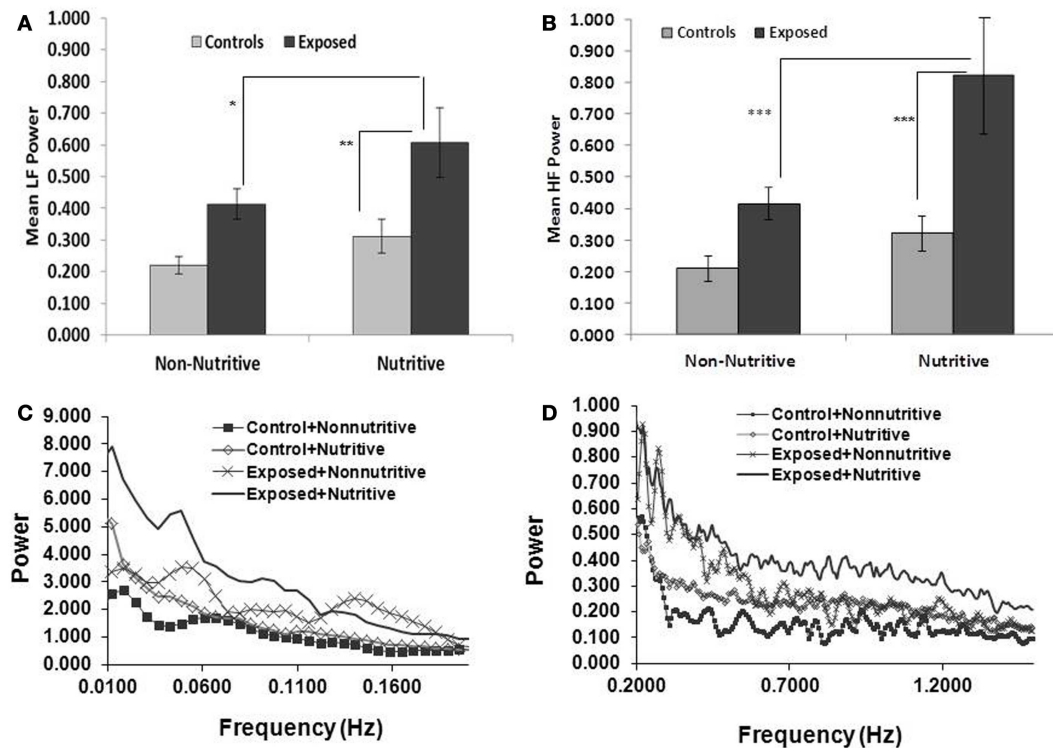 A
1.000
0.900
0.800
0.700
0.600
0.500
0.400
0.300
0.200
0.100
0.000
Mean LF Power
Controls Exposed
*
**
Non-Nutritive Nutritive
B
1.000
0.900
0.800
0.700
0.600
0.500
0.400
0.300
0.200
0.100
0.000
Mean HF Power
Controls Exposed
***
***
Non-Nutritive Nutritive
C
9.000
8.000
7.000
6.000
5.000
4.000
3.000
2.000
1.000
0.000
Power
Control+Nonnutritive
Control+Nutritive
Exposed+Nonnutritive
Exposed+Nutritive
0.0100 0.0600 0.1100 0.1600
Frequency (Hz)
D
1.000
0.900
0.800
0.700
0.600
0.500
0.400
0.300
0.200
0.100
0.000
Power
Control+Nonnutritive
Control+Nutritive
Exposed+Nonnutritive
Exposed+Nutritive
0.2000 0.7000 1.2000
Frequency (Hz)